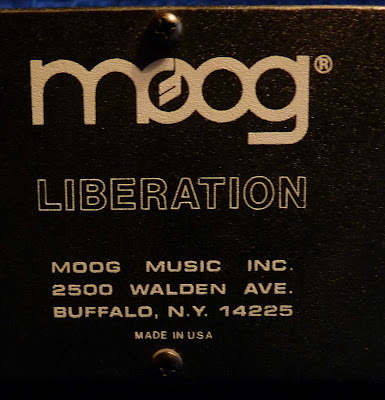 moog®
LIBERATION
MOOG MUSIC INC.
2500 WALDEN AVE.
BUFFALO, N.Y. 14225
MADE IN USA